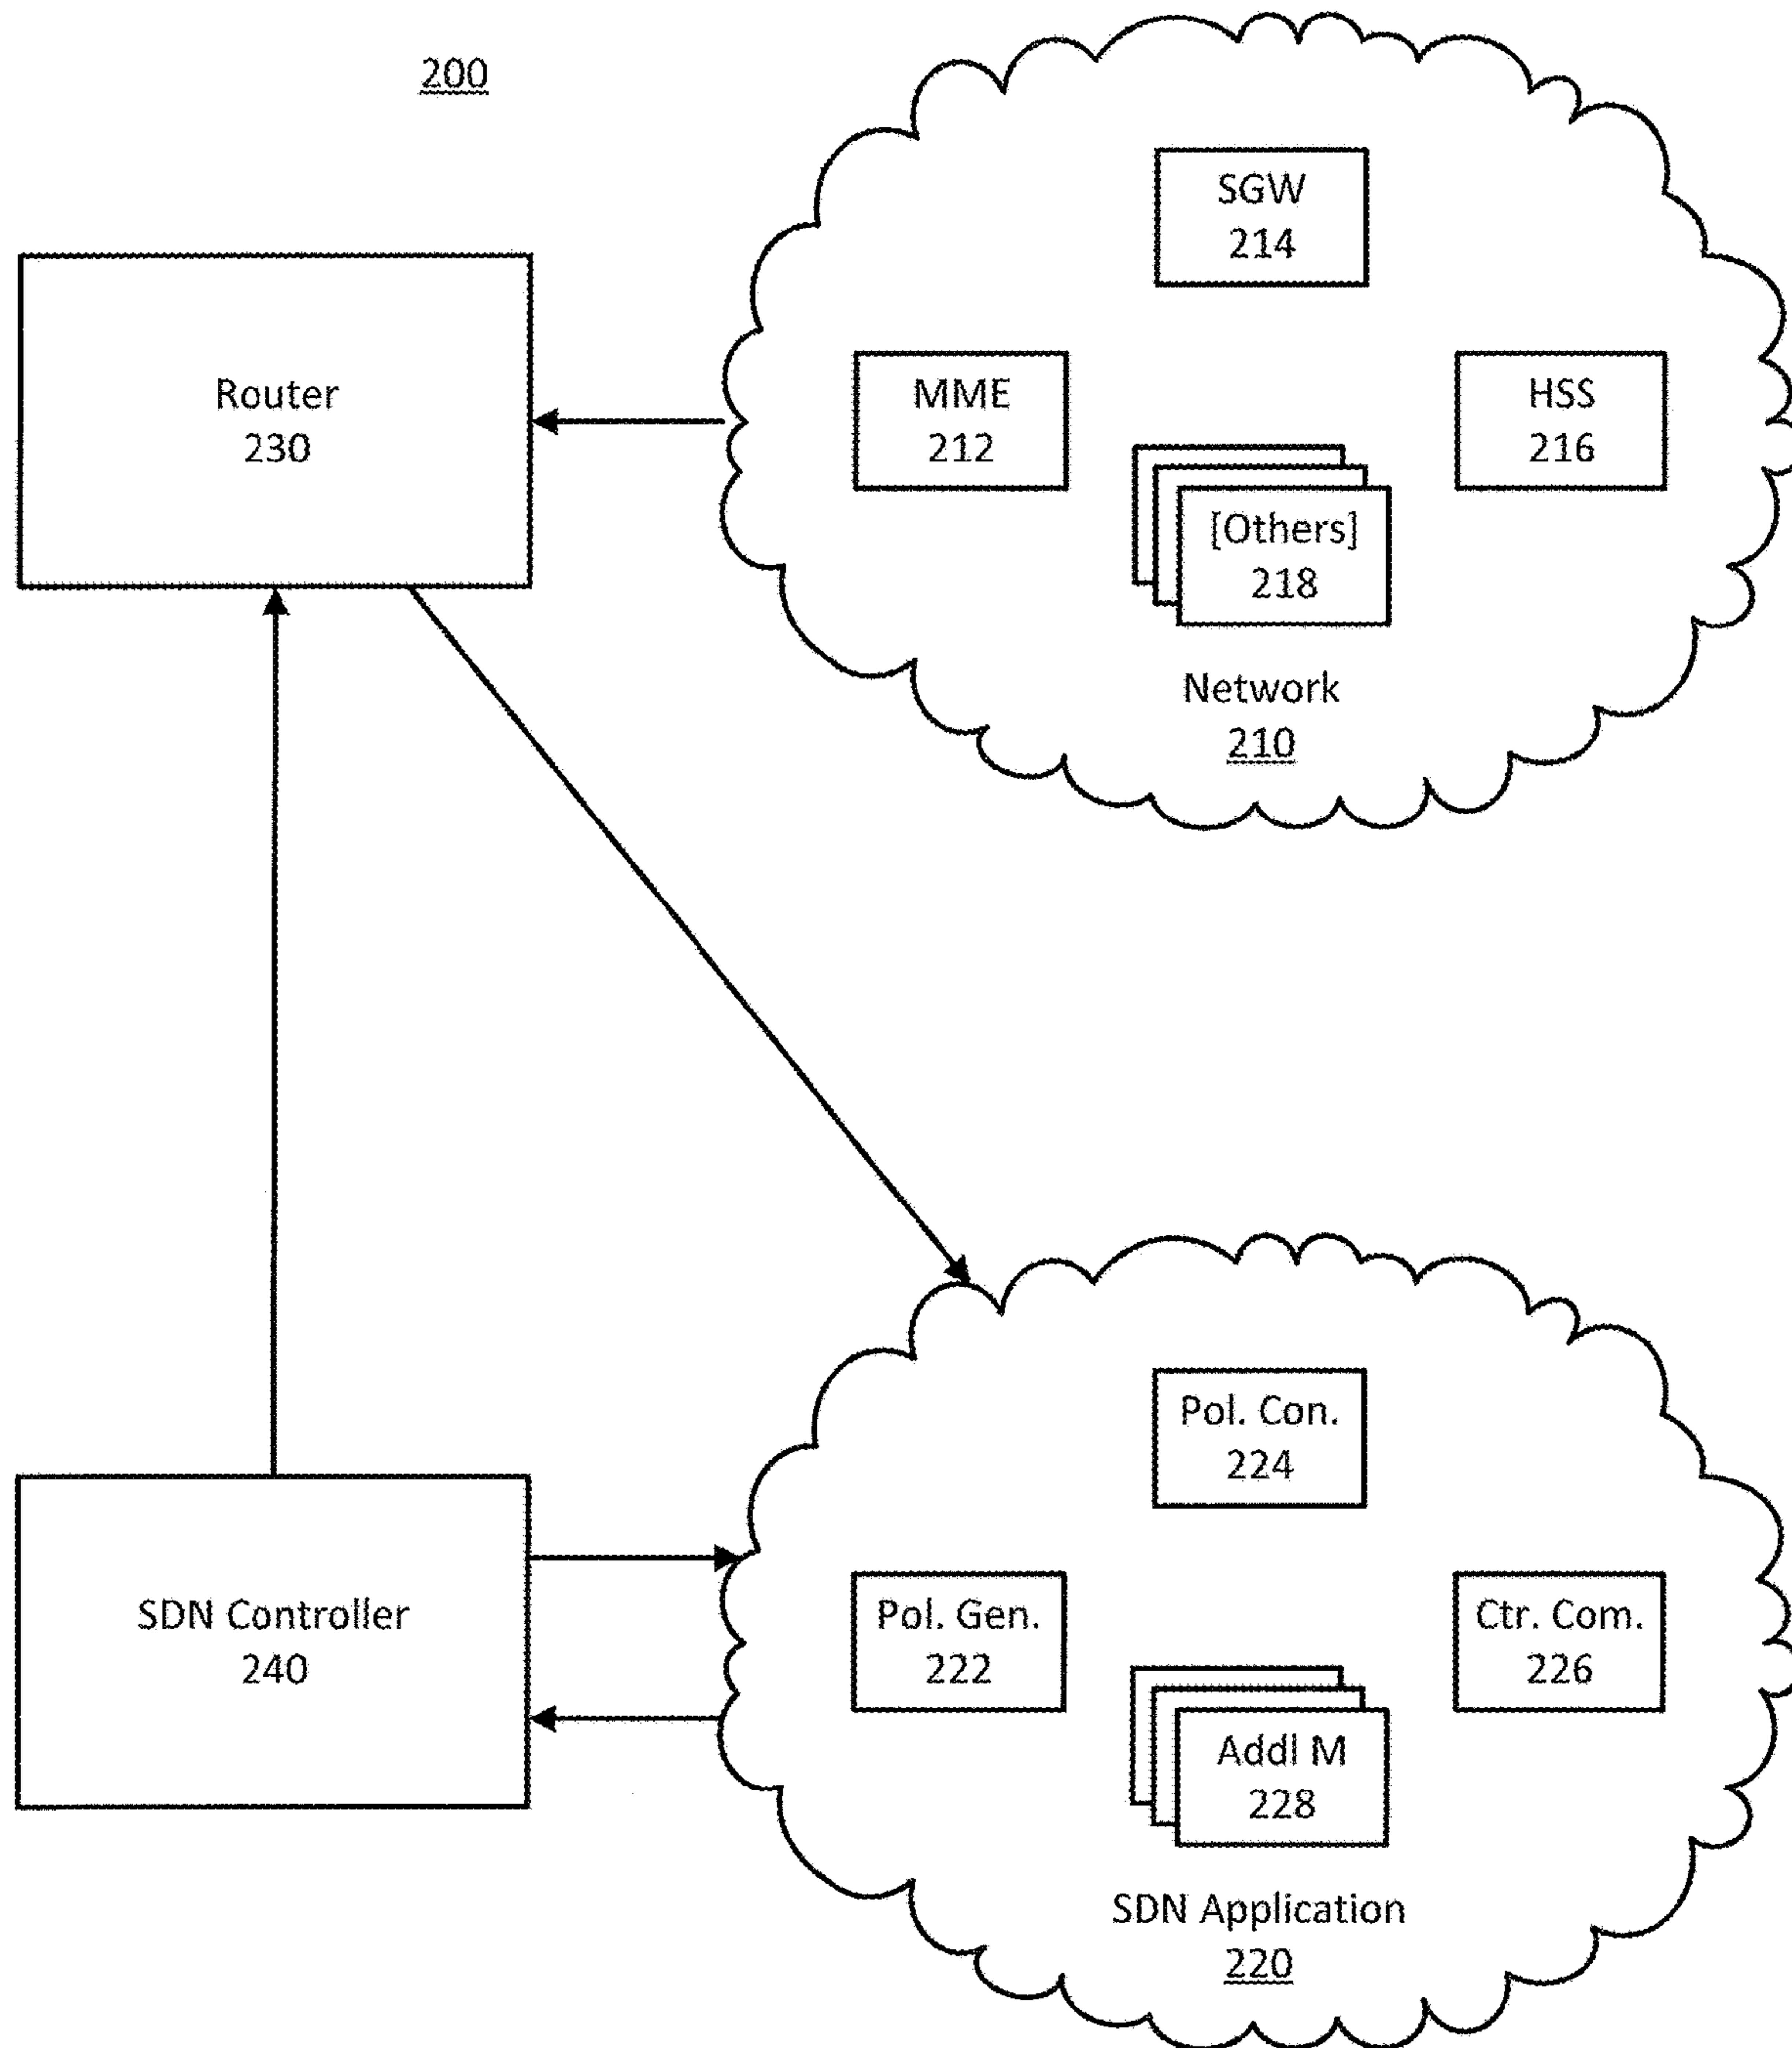 200
SGW
214
Router
230
MME
212
HSS
216
[Others]
218
Network
210
Pol. Con.
224
SDN Controller
240
Pol. Gen.
222
Ctr. Com.
226
Addl M
228
SDN Application
220